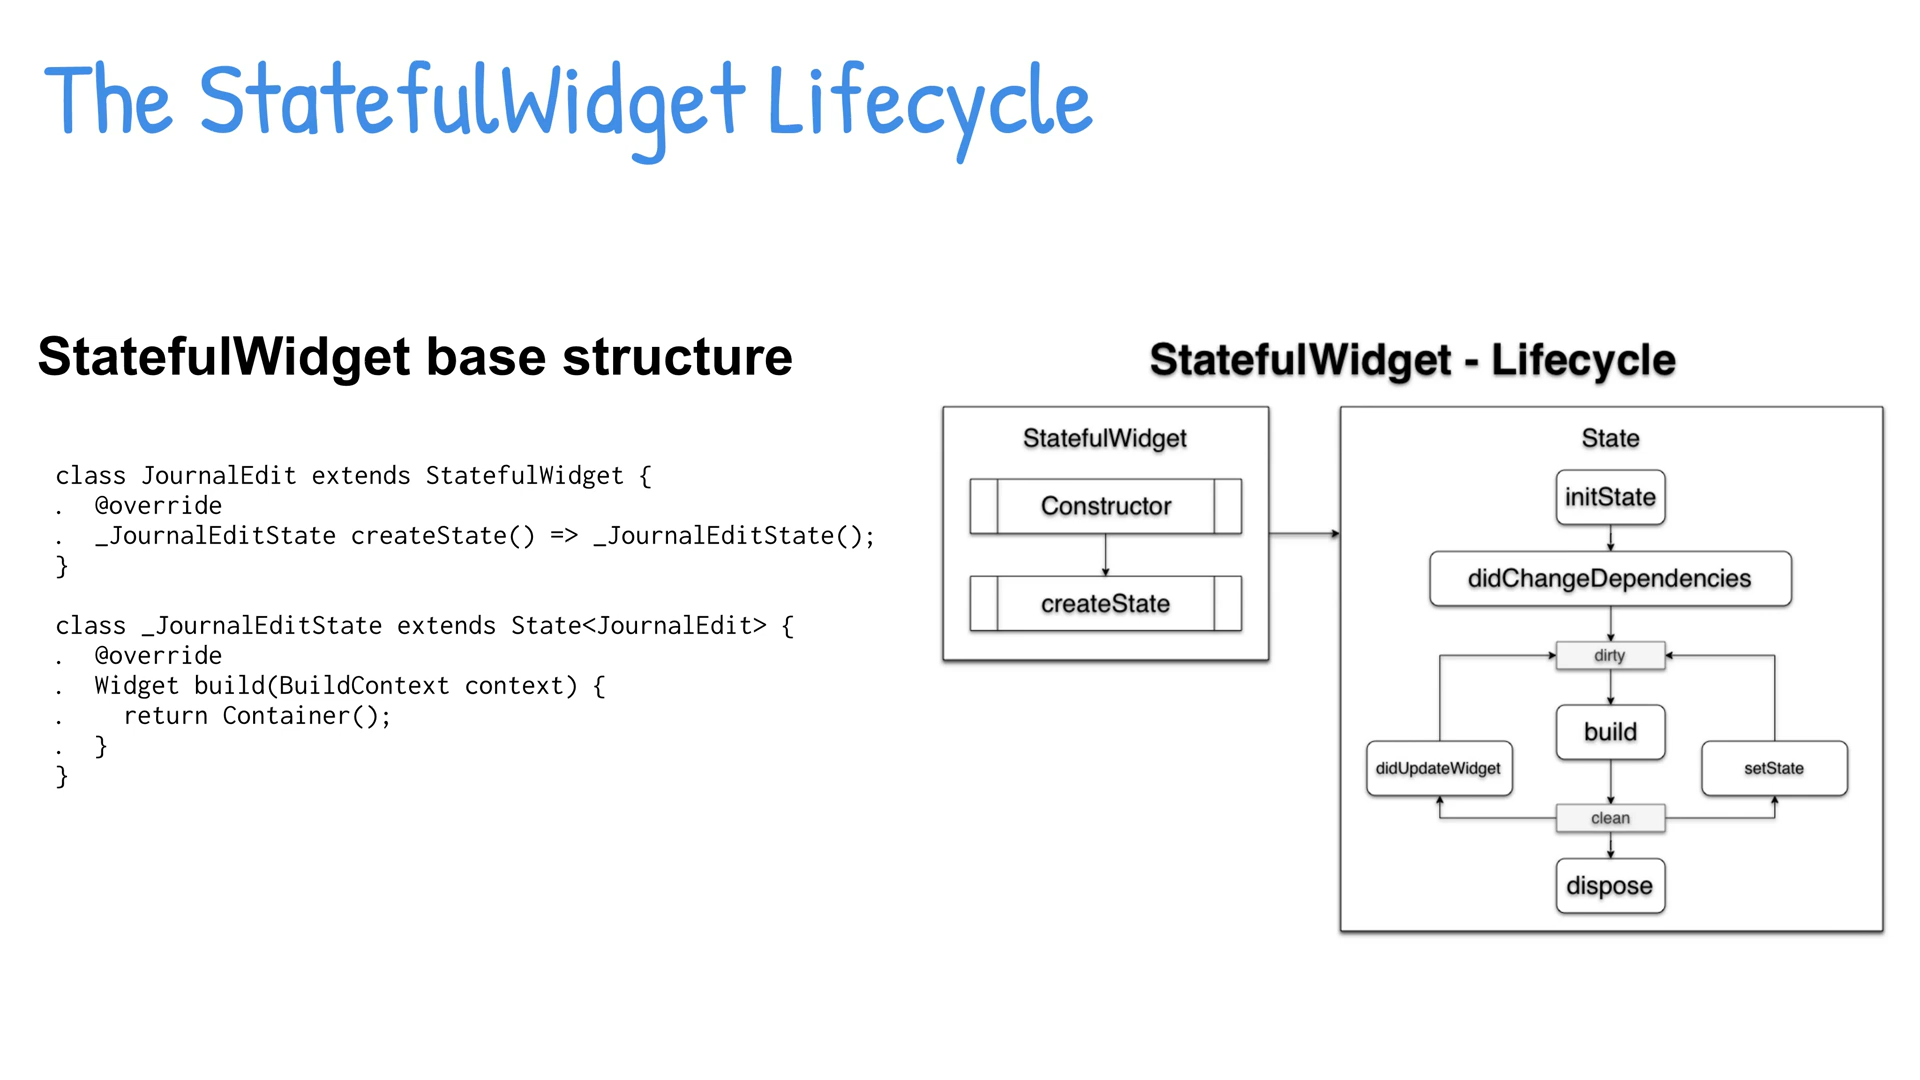 The StatefulWidget Lifecycle
StatefulWidget base structure
class JournalEdit extends StatefulWidget {
.  @override
.  _JournalEditState createState() => _JournalEditState();
}
class _JournalEditState extends State<JournalEdit> {
.  @override
.  Widget build(BuildContext context) {
.    return Container();
.  }
}
StatefulWidget - Lifecycle
StatefulWidget
Constructor
createState
State
initState
didChangeDependencies
dirty
build
didUpdateWidget
setState
clean
dispose